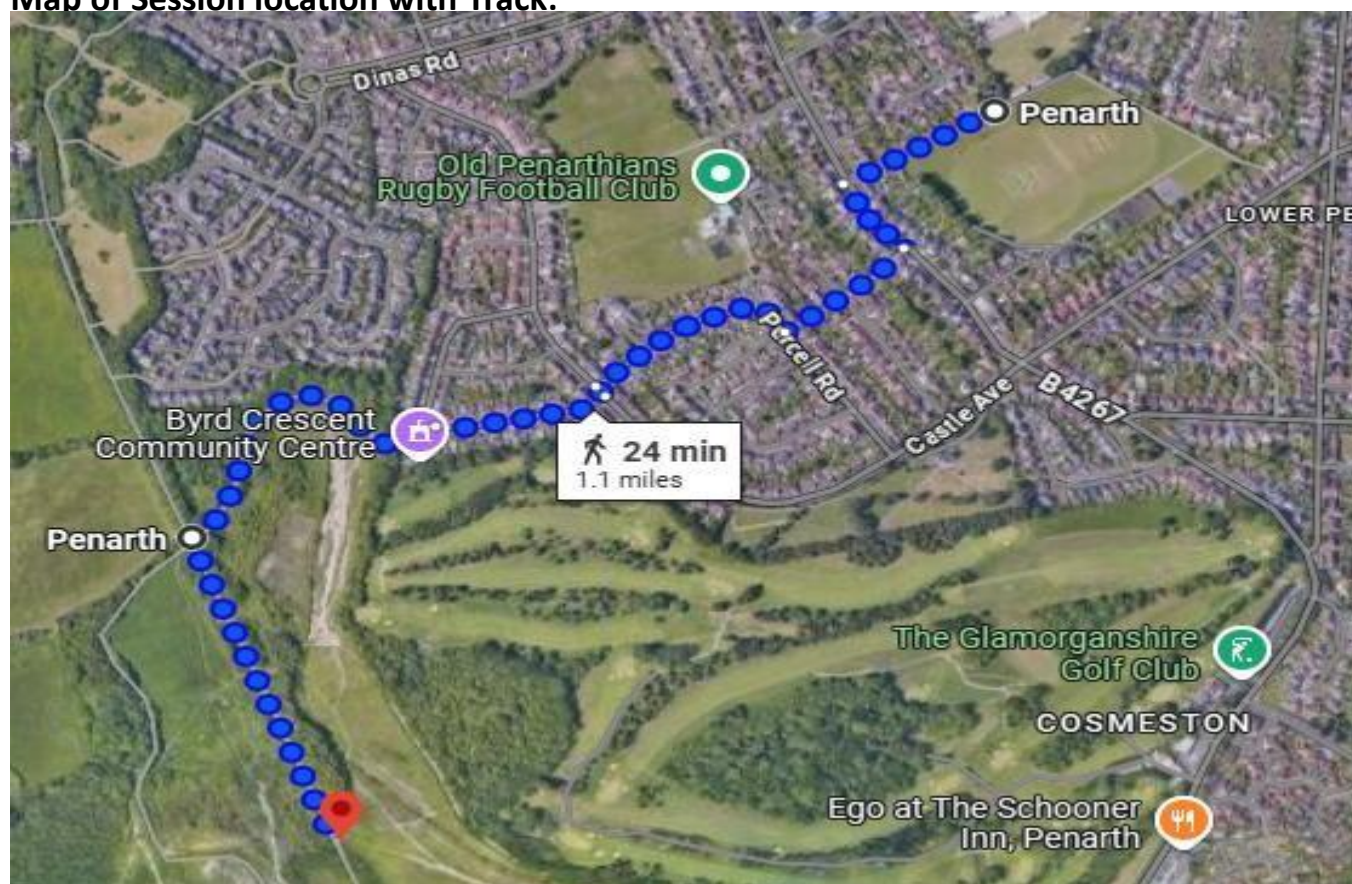 Map of Session location with Track:
Dinas Rd
Penarth
Old Penarthians
Rugby Football Club
LOWER PE
Purcell Rd
Castle Ave
B4267
Byrd Crescent
Community Centre
24 min
1.1 miles
Penarth
The Glamorganshire
Golf Club
COSMESTON
Ego at The Schooner
Inn, Penarth